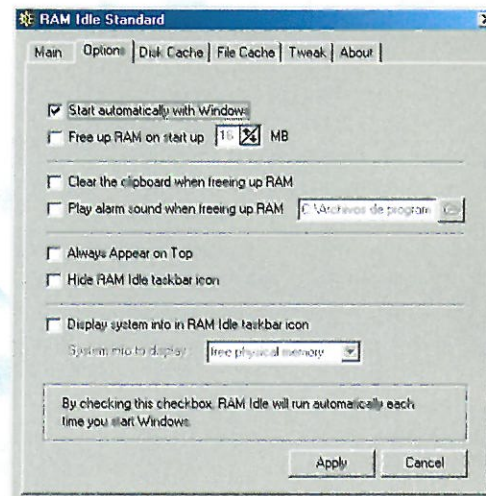 RAM Idle Standard
Main Options Disk Cache File Cache Tweak About
Start automatically with Windows
Free up RAM on start up 16 MB
Clear the clipboard when freeing up RAM
Play alarm sound when freeing up RAM C:\Archivos de program
Always Appear on Top
Hide RAM Idle taskbar icon
Display system info in RAM Idle taskbar icon
System info to display: free physical memory
By checking this checkbox, RAM Idle will run automatically each
time you start Windows.
Apply Cancel